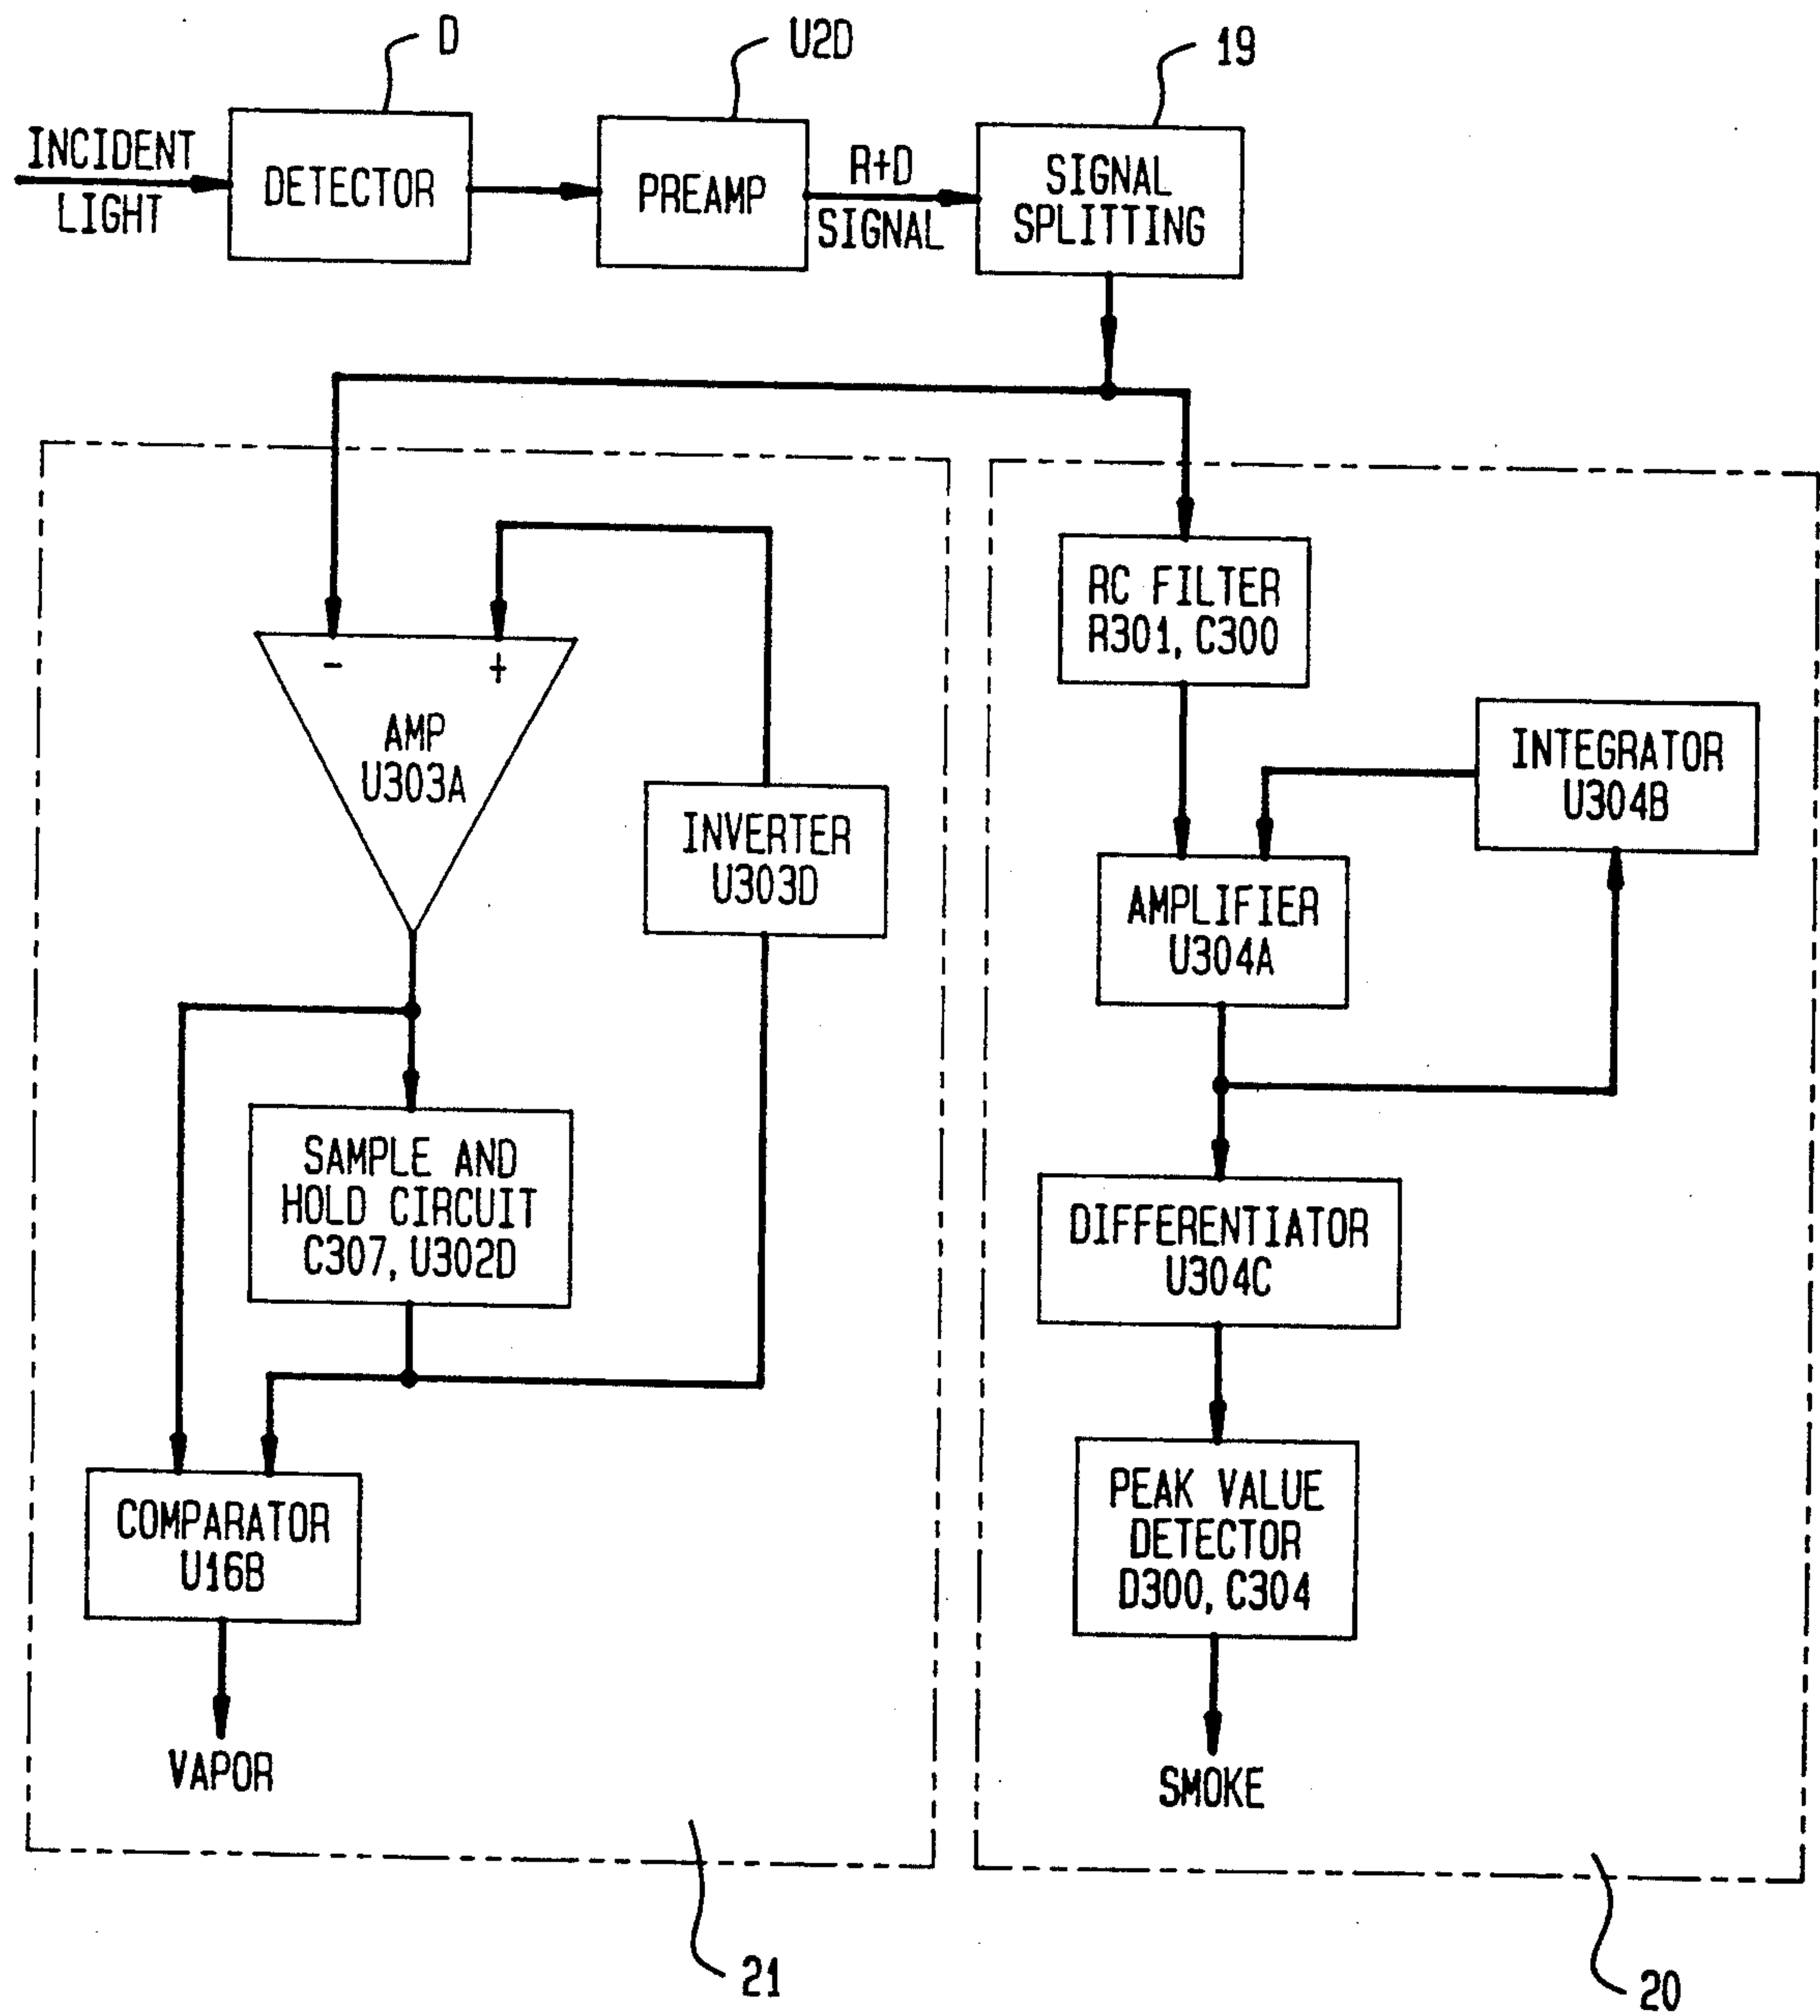 D
U2D
19
INCIDENT
LIGHT
DETECTOR
PREAMP
R+D
SIGNAL
SIGNAL
SPLITTING
-
+
AMP
U303A
INVERTER
U303D
SAMPLE AND
HOLD CIRCUIT
C307, U302D
COMPARATOR
U16B
VAPOR
21
RC FILTER
R301, C300
INTEGRATOR
U304B
AMPLIFIER
U304A
DIFFERENTIATOR
U304C
PEAK VALUE
DETECTOR
D300, C304
SMOKE
20